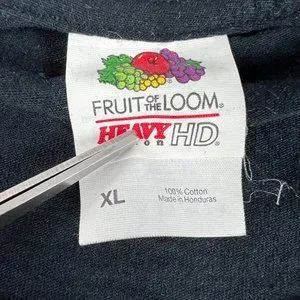 FRUIT OF THE LOOM®
HEAVY HD®
XL
100% Cotton
Made in Honduras